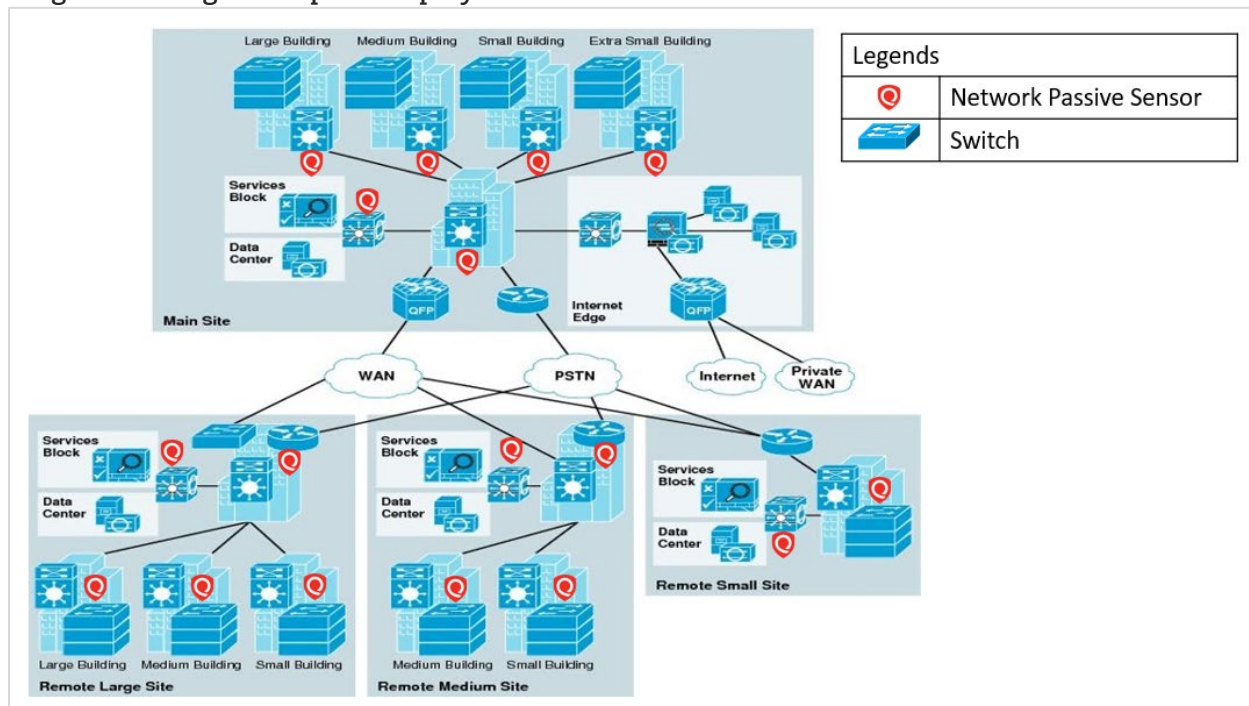 Large Building Medium Building Small Building Extra Small Building
Legends
Network Passive Sensor
Switch
Services
Block
Data
Center
QFP
Internet
Edge
QFP
Main Site
WAN
PSTN
Internet
Private
WAN
Services
Block
Data
Center
Large Building Medium Building Small Building
Remote Large Site
Services
Block
Data
Center
Medium Building Small Building
Remote Medium Site
Services
Block
Data
Center
Remote Small Site